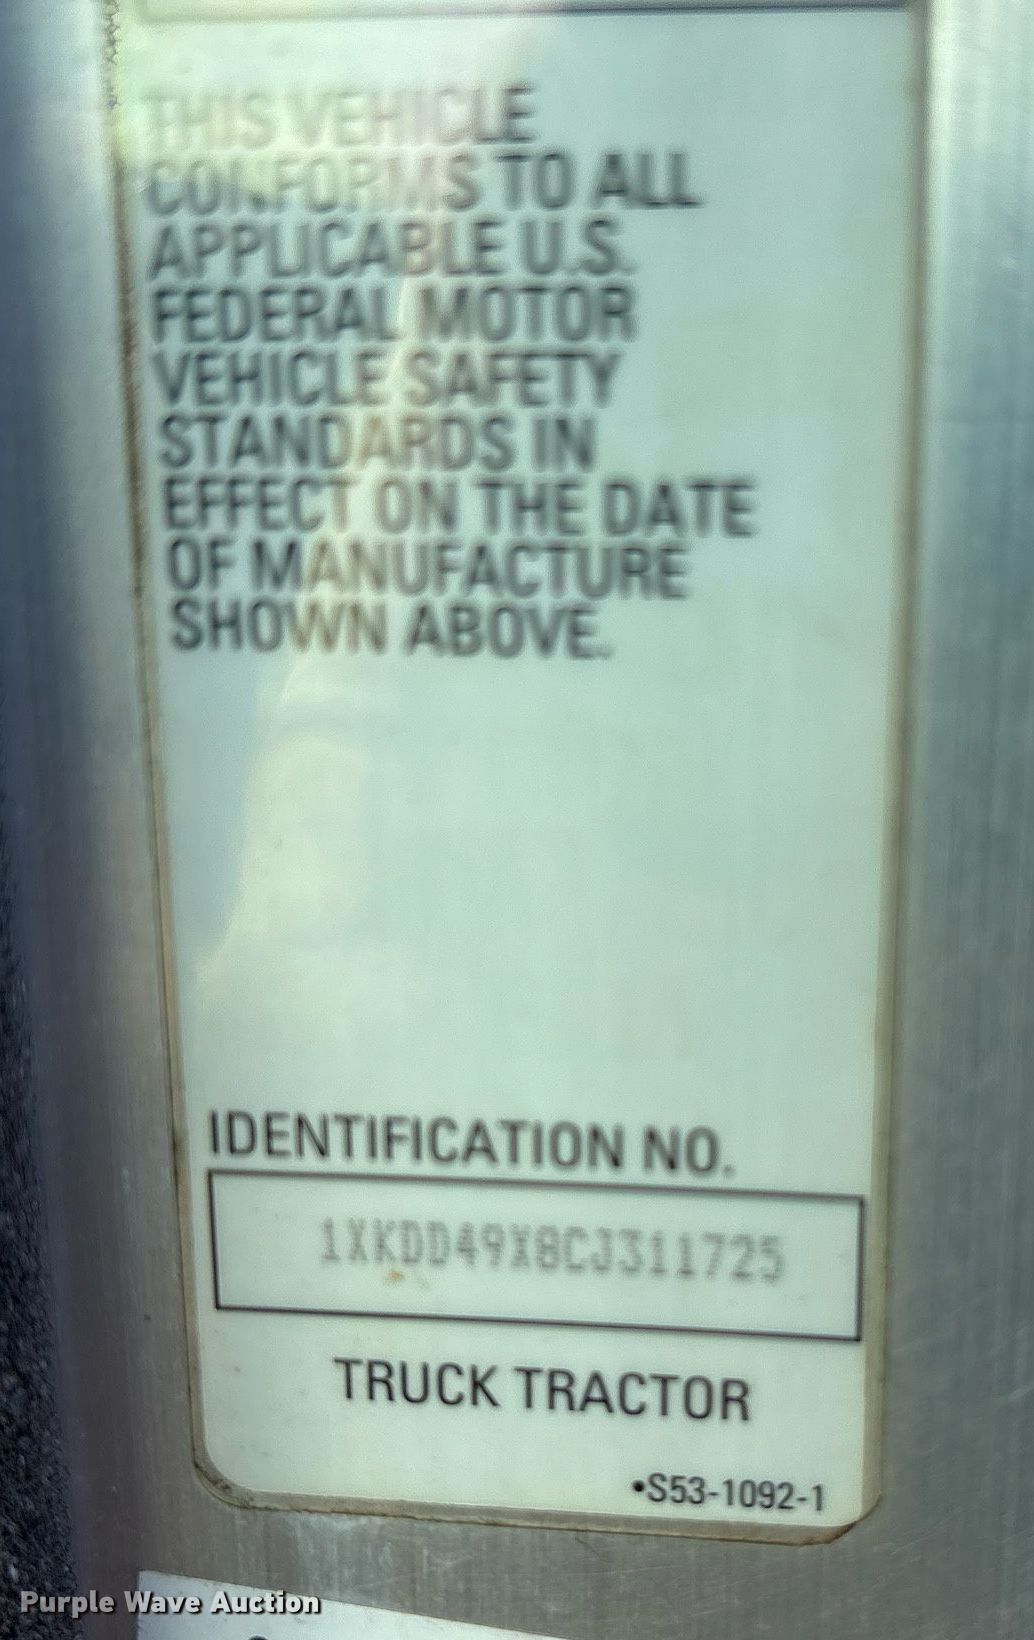 THIS VEHICLE
CONFORMS TO ALL
APPLICABLE U.S.
FEDERAL MOTOR
VEHICLE SAFETY
STANDARDS IN
EFFECT ON THE DATE
OF MANUFACTURE
SHOWN ABOVE.
IDENTIFICATION NO.
1XKDD49X8CJ311725
TRUCK TRACTOR
•S53-1092-1
Purple Wave Auction